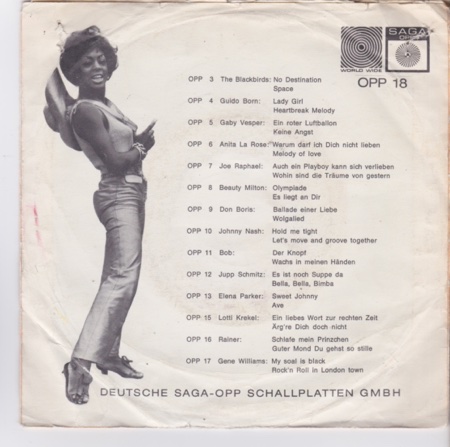 SAGA
OPP
WORLD WIDE
OPP 18
OPP 3 The Blackbirds: No Destination
Space
OPP 4 Guido Born: Lady Girl
Heartbreak Melody
OPP 5 Gaby Vesper: Ein roter Luftballon
Keine Angst
OPP 6 Anita La Rose: Warum darf ich Dich nicht lieben
Melody of love
OPP 7 Joe Raphael: Auch ein Playboy kann sich verlieben
Wohin sind die Träume von gestern
OPP 8 Beauty Milton: Olympiade
Es liegt an Dir
OPP 9 Don Boris: Ballade einer Liebe
Wolgalied
OPP 10 Johnny Nash: Hold me tight
Let's move and groove together
OPP 11 Bob: Der Knopf
Wachs in meinen Händen
OPP 12 Jupp Schmitz: Es ist noch Suppe da
Bella, Bella, Bimba
OPP 13 Elena Parker: Sweet Johnny
Ave
OPP 15 Lotti Krekel: Ein liebes Wort zur rechten Zeit
Ärg're Dich doch nicht
OPP 16 Rainer: Schlafe mein Prinzchen
Guter Mond Du gehst so stille
OPP 17 Gene Williams: My soal is black
Rock'n Roll in London town
DEUTSCHE SAGA-OPP SCHALLPLATTEN GMBH